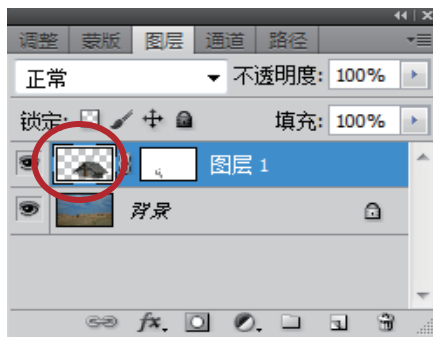 调整 蒙版 图层 通道 路径
正常 不透明度: 100%
锁定: 填充: 100%
图层 1
背景
fx.